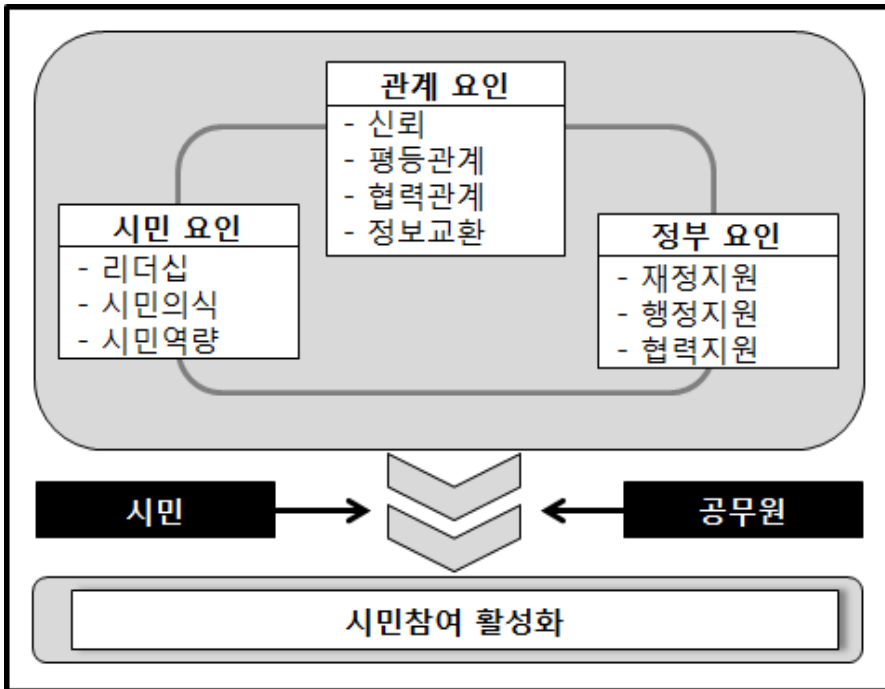 관계 요인
- 신뢰
- 평등관계
- 협력관계
- 정보교환
시민 요인
- 리더십
- 시민의식
- 시민역량
정부 요인
- 재정지원
- 행정지원
- 협력지원
시민
공무원
시민참여 활성화